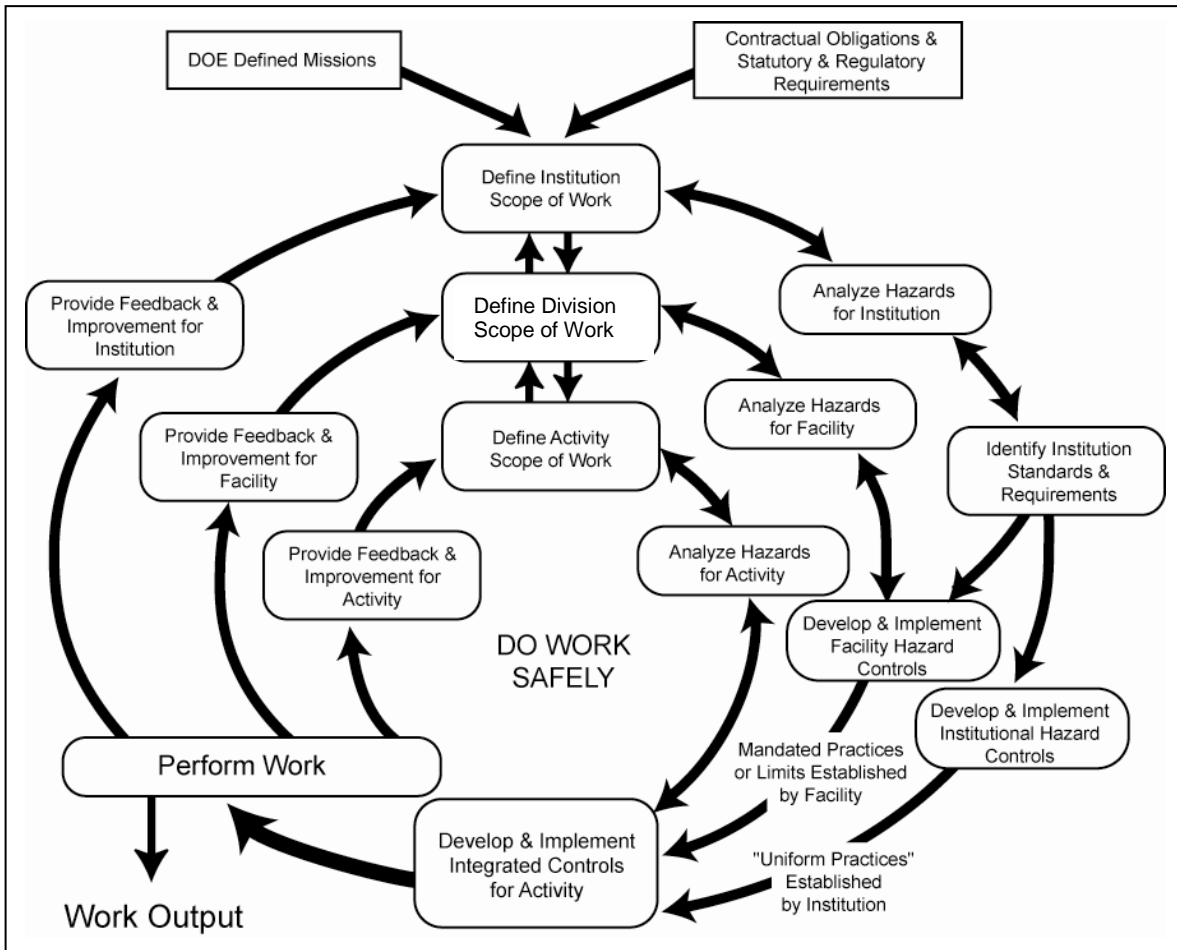 DOE Defined Missions
Contractual Obligations &
Statutory & Regulatory
Requirements
Define Institution
Scope of Work
Provide Feedback &
Improvement for
Institution
Define Division
Scope of Work
Analyze Hazards
for Institution
Provide Feedback &
Improvement for
Facility
Define Activity
Scope of Work
Analyze Hazards
for Facility
Identify Institution
Standards &
Requirements
Provide Feedback &
Improvement for
Activity
Analyze Hazards
for Activity
DO WORK
SAFELY
Develop & Implement
Facility Hazard
Controls
Develop & Implement
Institutional Hazard
Controls
Perform Work
Mandated Practices
or Limits Established
by Facility
Develop & Implement
Integrated Controls
for Activity
"Uniform Practices"
Established
by Institution
Work Output